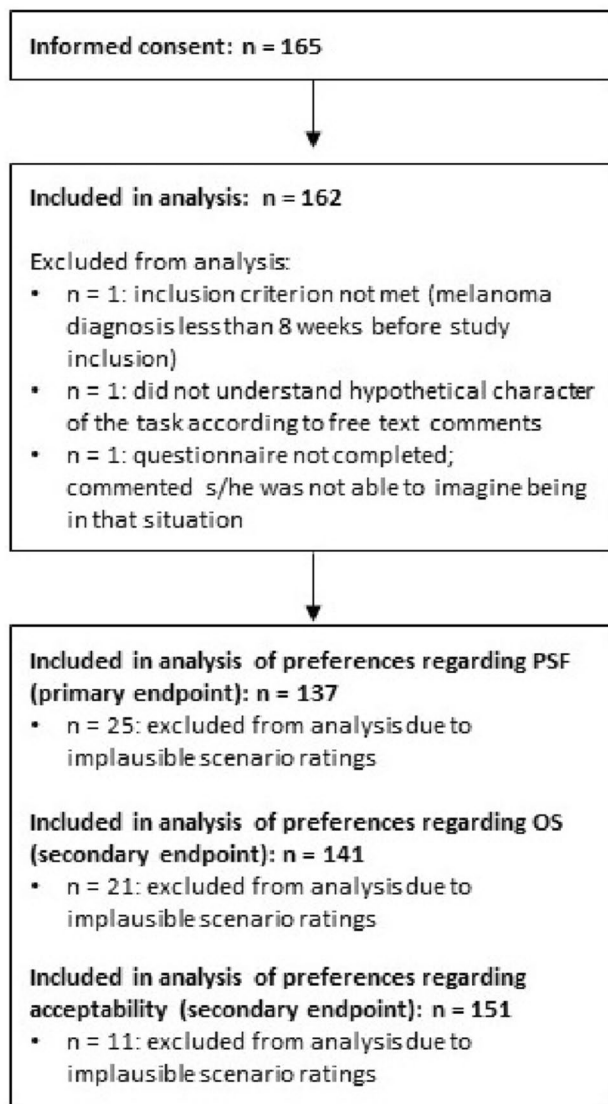 Informed consent: n = 165
Included in analysis: n = 162
Excluded from analysis:
• n = 1: inclusion criterion not met (melanoma
diagnosis less than 8 weeks before study
inclusion)
• n = 1: did not understand hypothetical character
of the task according to free text comments
• n = 1: questionnaire not completed;
commented s/he was not able to imagine being
in that situation
Included in analysis of preferences regarding PSF
(primary endpoint): n = 137
• n = 25: excluded from analysis due to
implausible scenario ratings
Included in analysis of preferences regarding OS
(secondary endpoint): n = 141
• n = 21: excluded from analysis due to
implausible scenario ratings
Included in analysis of preferences regarding
acceptability (secondary endpoint): n = 151
• n = 11: excluded from analysis due to
implausible scenario ratings